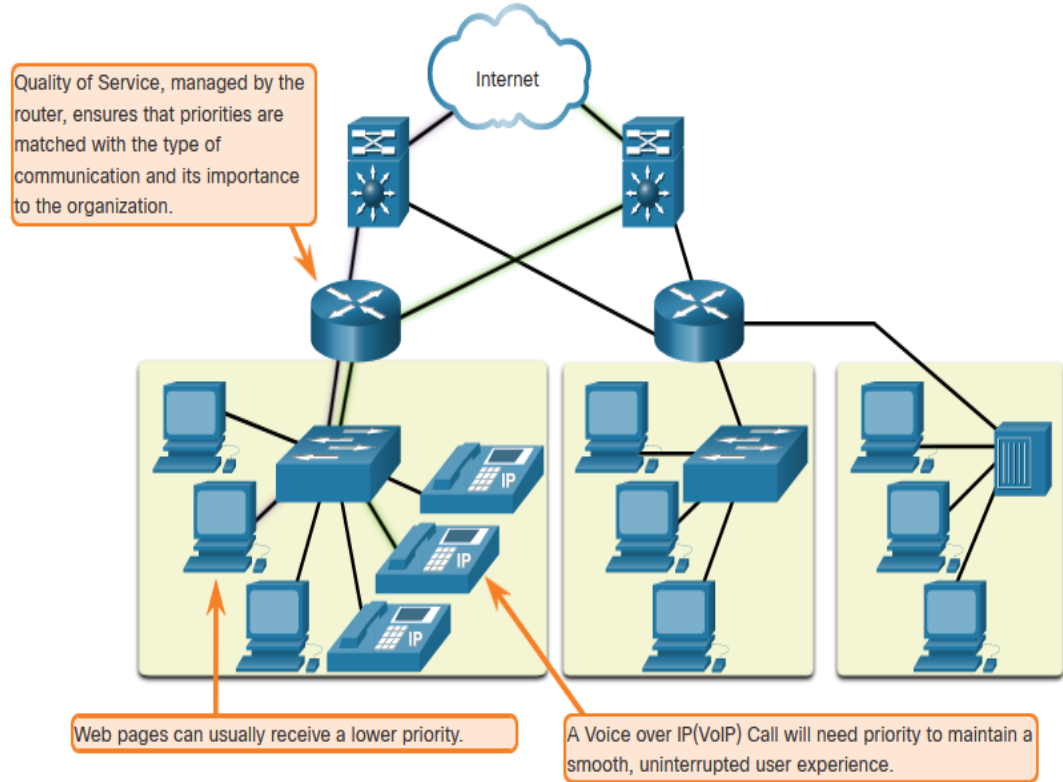 Internet
Quality of Service, managed by the
router, ensures that priorities are
matched with the type of
communication and its importance
to the organization.
IP
IP
IP
Web pages can usually receive a lower priority.
A Voice over IP(VoIP) Call will need priority to maintain a
smooth, uninterrupted user experience.